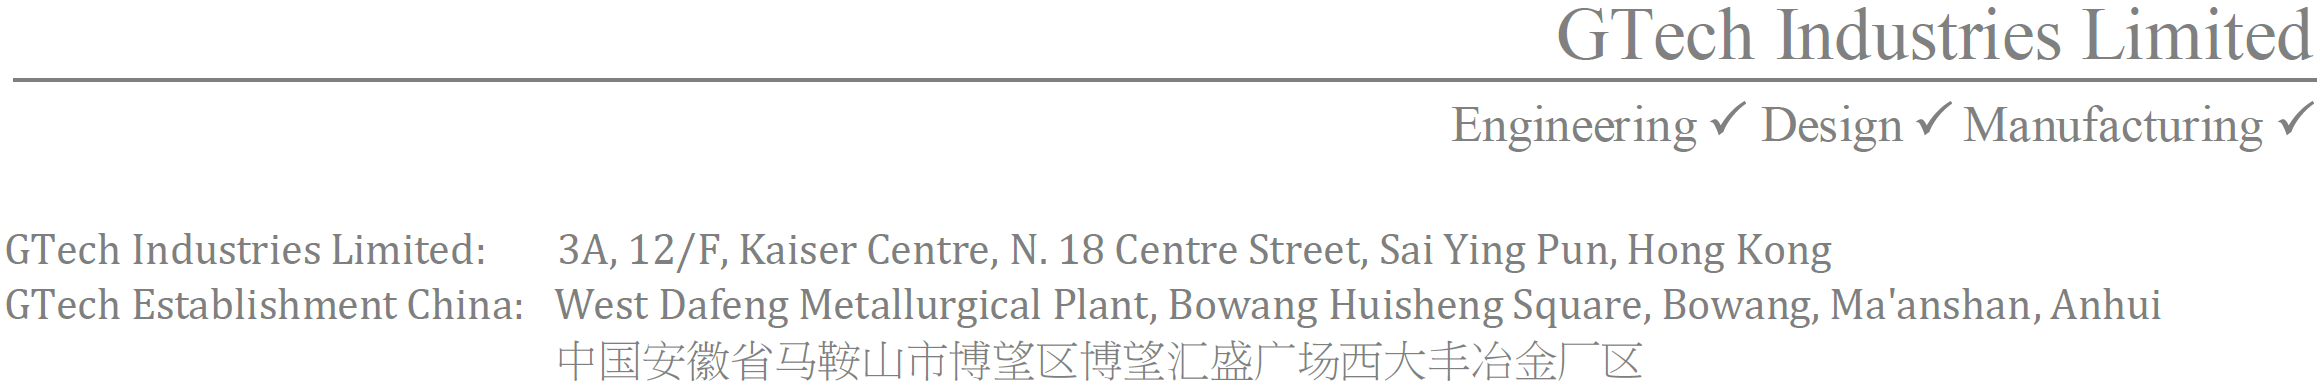 GTech Industries Limited
Engineering ✓ Design ✓ Manufacturing ✓
GTech Industries Limited: 3A, 12/F, Kaiser Centre, N. 18 Centre Street, Sai Ying Pun, Hong Kong
GTech Establishment China: West Dafeng Metallurgical Plant, Bowang Huisheng Square, Bowang, Ma'anshan, Anhui
中国安徽省马鞍山市博望区博望汇盛广场西大丰冶金厂区